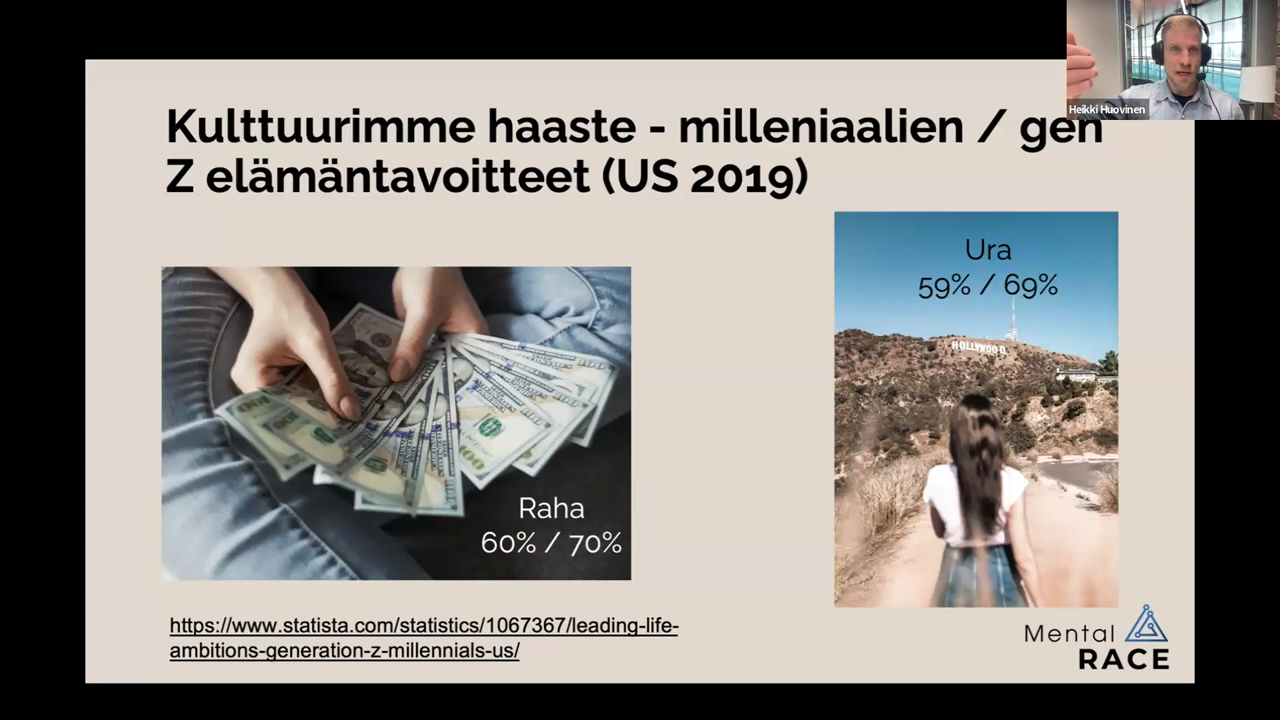 Heikki Huovinen
Kulttuurimme haaste - milleniaalien / gen
Z elämäntavoitteet (US 2019)
Ura
59% / 69%
HOLLYWOOD
Raha
60% / 70%
https://www.statista.com/statistics/1067367/leading-life-
ambitions-generation-z-millennials-us/
Mental
RACE